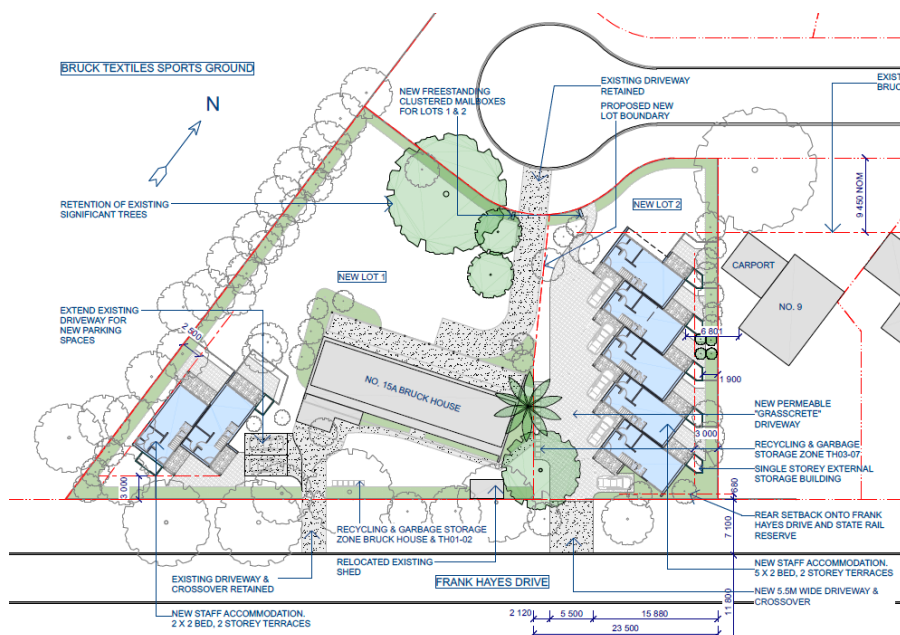 BRUCK TEXTILES SPORTS GROUND
N
NEW FREESTANDING
CLUSTERED MAILBOXES
FOR LOTS 1 & 2
EXISTING DRIVEWAY
RETAINED
PROPOSED NEW
LOT BOUNDARY
BRUC
RETENTION OF EXISTING
SIGNIFICANT TREES
NEW LOT 2
9 450 NOM
CARPORT
NO. 9
NEW LOT 1
EXTEND EXISTING
DRIVEWAY FOR
NEW PARKING
SPACES
2 500
6 801
1 900
NO. 15A BRUCK HOUSE
NEW PERMEABLE
"GRASSCRETE"
DRIVEWAY
3 000
RECYCLING & GARBAGE
STORAGE ZONE TH03-07
SINGLE STOREY EXTERNAL
STORAGE BUILDING
3 000
680
REAR SETBACK ONTO FRANK
HAYES DRIVE AND STATE RAIL
RESERVE
7 100
RECYCLING & GARBAGE STORAGE
ZONE BRUCK HOUSE & TH01-02
RELOCATED EXISTING
SHED
EXISTING DRIVEWAY &
CROSSOVER RETAINED
FRANK HAYES DRIVE
NEW STAFF ACCOMMODATION.
5 X 2 BED, 2 STOREY TERRACES
NEW 5.5M WIDE DRIVEWAY &
CROSSOVER
11 800
NEW STAFF ACCOMMODATION.
2 X 2 BED, 2 STOREY TERRACES
2 120
5 500
15 880
23 500